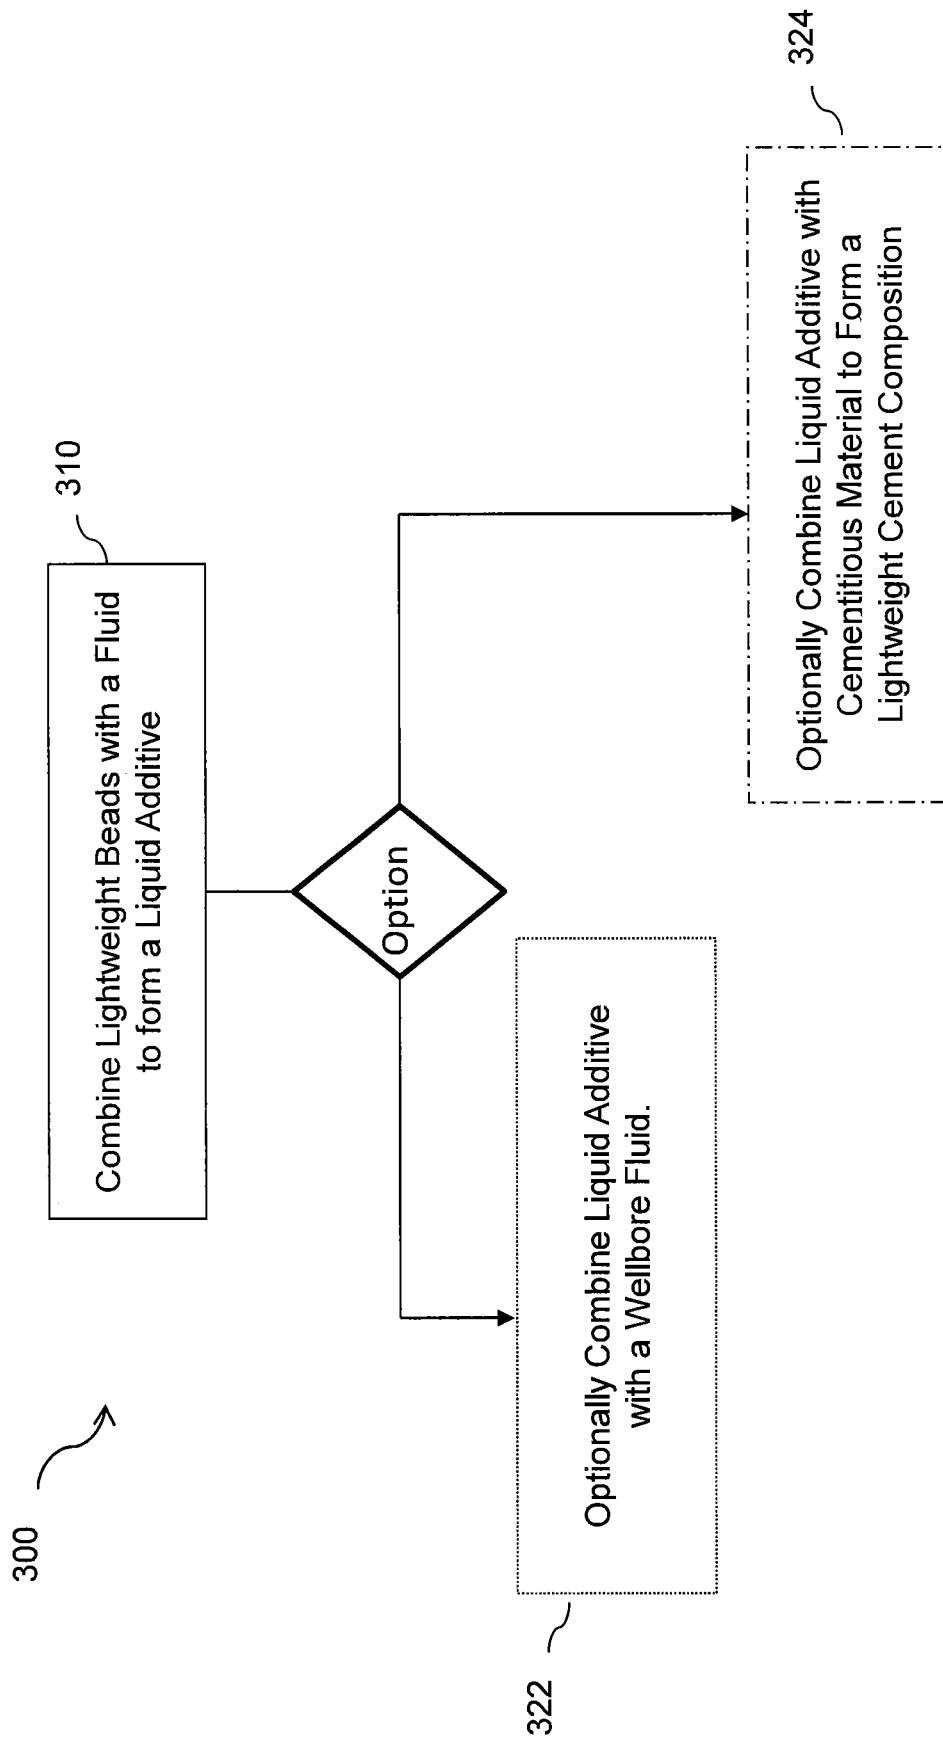 300
310
Combine Lightweight Beads with a Fluid
to form a Liquid Additive
Option
322
Optionally Combine Liquid Additive
with a Wellbore Fluid.
324
Optionally Combine Liquid Additive with
Cementitious Material to Form a
Lightweight Cement Composition